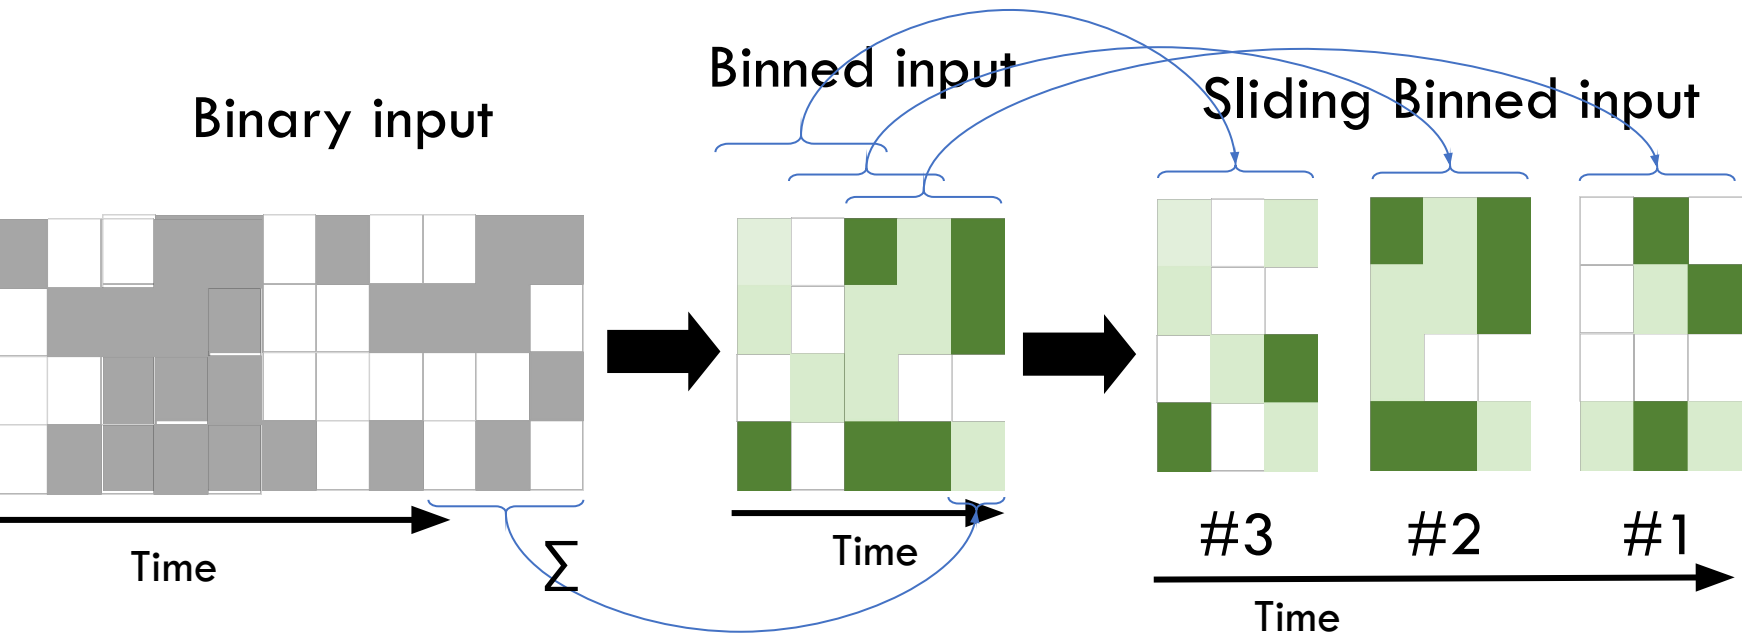 Binary input
Binned input
Sliding Binned input
Time
∑
Time
#3
#2
#1
Time